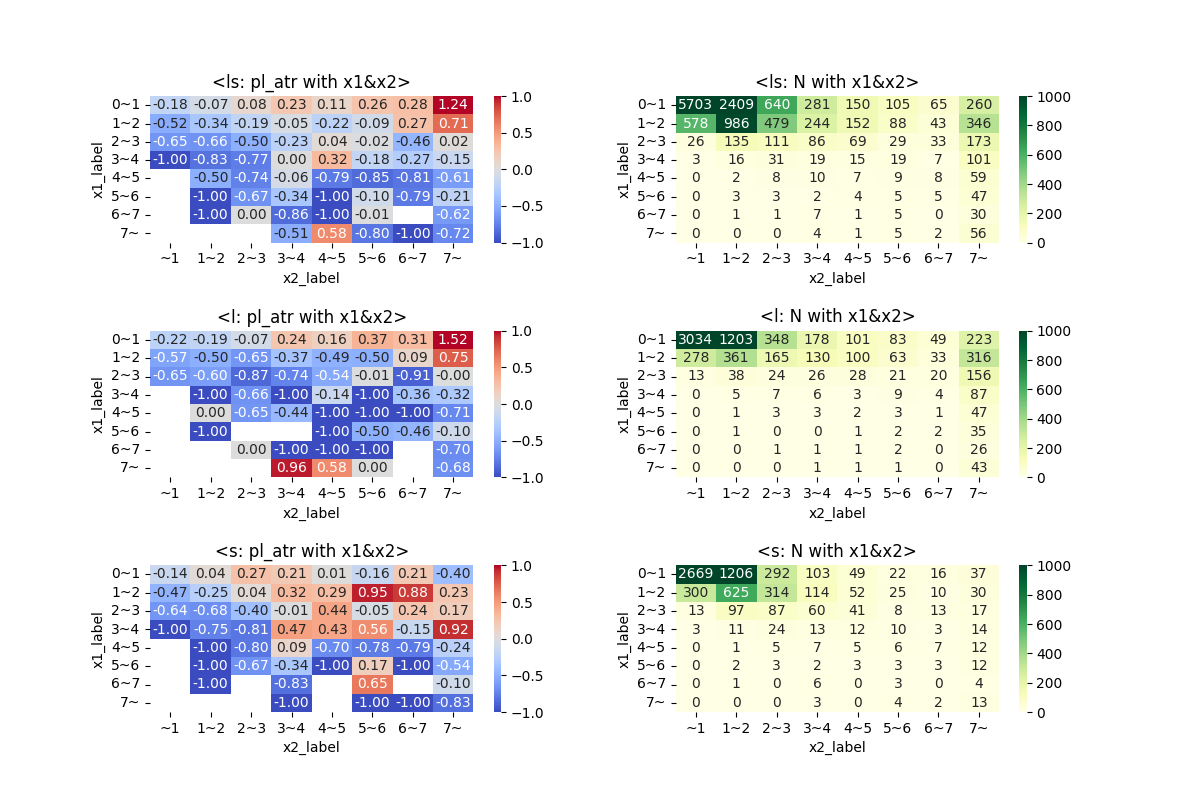 <ls: pl_atr with x1&x2>
0~1 -0.18 -0.07 0.08 0.23 0.11 0.26 0.28 1.24
1~2 -0.52 -0.34 -0.19 -0.05 -0.22 -0.09 0.27 0.71
2~3 -0.65 -0.66 -0.50 -0.23 0.04 -0.02 -0.46 0.02
3~4 -1.00 -0.83 -0.77 0.00 0.32 -0.18 -0.27 -0.15
4~5 -0.50 -0.74 -0.06 -0.79 -0.85 -0.81 -0.61
5~6 -1.00 -0.67 -0.34 -1.00 -0.10 -0.79 -0.21
6~7 -1.00 0.00 -0.86 -1.00 -0.01 -0.62
7~ -0.51 0.58 -0.80 -1.00 -0.72
~1 1~2 2~3 3~4 4~5 5~6 6~7 7~
x2_label
x1_label
1.0
0.5
0.0
−0.5
−1.0
<ls: N with x1&x2>
0~1 5703 2409 640 281 150 105 65 260
1~2 578 986 479 244 152 88 43 346
2~3 26 135 111 86 69 29 33 173
3~4 3 16 31 19 15 19 7 101
4~5 0 2 8 10 7 9 8 59
5~6 0 3 3 2 4 5 5 47
6~7 0 1 1 7 1 5 0 30
7~ 0 0 0 4 1 5 2 56
~1 1~2 2~3 3~4 4~5 5~6 6~7 7~
x2_label
x1_label
1000
800
600
400
200
0
<l: pl_atr with x1&x2>
0~1 -0.22 -0.19 -0.07 0.24 0.16 0.37 0.31 1.52
1~2 -0.57 -0.50 -0.65 -0.37 -0.49 -0.50 0.09 0.75
2~3 -0.65 -0.60 -0.87 -0.74 -0.54 -0.01 -0.91 -0.00
3~4 -1.00 -0.66 -1.00 -0.14 -1.00 -0.36 -0.32
4~5 0.00 -0.65 -0.44 -1.00 -1.00 -1.00 -0.71
5~6 -1.00 -1.00 -0.50 -0.46 -0.10
6~7 0.00 -1.00 -1.00 -1.00 -0.70
7~ 0.96 0.58 0.00 -0.68
~1 1~2 2~3 3~4 4~5 5~6 6~7 7~
x2_label
x1_label
1.0
0.5
0.0
−0.5
−1.0
<l: N with x1&x2>
0~1 3034 1203 348 178 101 83 49 223
1~2 278 361 165 130 100 63 33 316
2~3 13 38 24 26 28 21 20 156
3~4 0 5 7 6 3 9 4 87
4~5 0 1 3 3 2 3 1 47
5~6 0 1 0 0 1 2 2 35
6~7 0 0 1 1 1 2 0 26
7~ 0 0 0 1 1 1 0 43
~1 1~2 2~3 3~4 4~5 5~6 6~7 7~
x2_label
x1_label
1000
800
600
400
200
0
<s: pl_atr with x1&x2>
0~1 -0.14 0.04 0.27 0.21 0.01 -0.16 0.21 -0.40
1~2 -0.47 -0.25 0.04 0.32 0.29 0.95 0.88 0.23
2~3 -0.64 -0.68 -0.40 -0.01 0.44 -0.05 0.24 0.17
3~4 -1.00 -0.75 -0.81 0.47 0.43 0.56 -0.15 0.92
4~5 -1.00 -0.80 0.09 -0.70 -0.78 -0.79 -0.24
5~6 -1.00 -0.67 -0.34 -1.00 0.17 -1.00 -0.54
6~7 -1.00 -0.83 0.65 -0.10
7~ -1.00 -1.00 -1.00 -0.83
~1 1~2 2~3 3~4 4~5 5~6 6~7 7~
x2_label
x1_label
1.0
0.5
0.0
−0.5
−1.0
<s: N with x1&x2>
0~1 2669 1206 292 103 49 22 16 37
1~2 300 625 314 114 52 25 10 30
2~3 13 97 87 60 41 8 13 17
3~4 3 11 24 13 12 10 3 14
4~5 0 1 5 7 5 6 7 12
5~6 0 2 3 2 3 3 3 12
6~7 0 1 0 6 0 3 0 4
7~ 0 0 0 3 0 4 2 13
~1 1~2 2~3 3~4 4~5 5~6 6~7 7~
x2_label
x1_label
1000
800
600
400
200
0